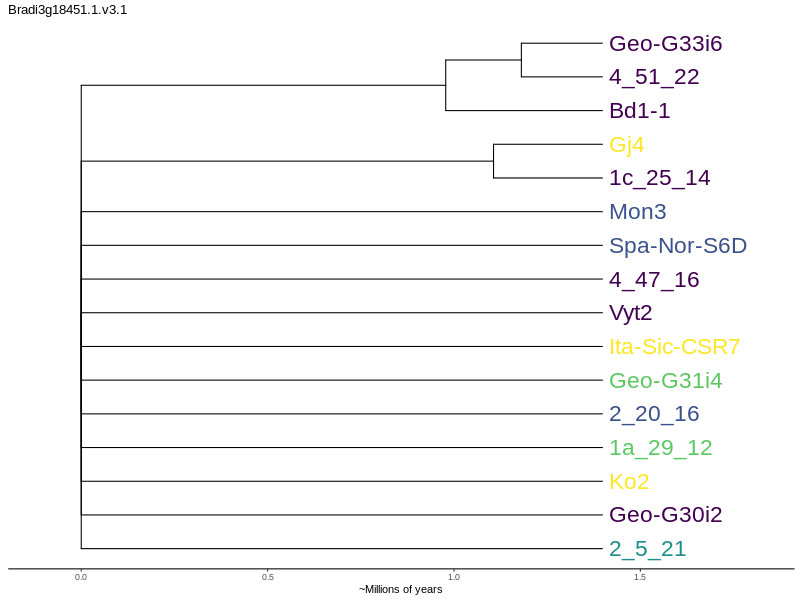 Bradi3g18451.1.v3.1
Geo-G33i6
4_51_22
Bd1-1
Gj4
1c_25_14
Mon3
Spa-Nor-S6D
4_47_16
Vyt2
Ita-Sic-CSR7
Geo-G31i4
2_20_16
1a_29_12
Ko2
Geo-G30i2
2_5_21
0.0 0.5 1.0 1.5
~Millions of years